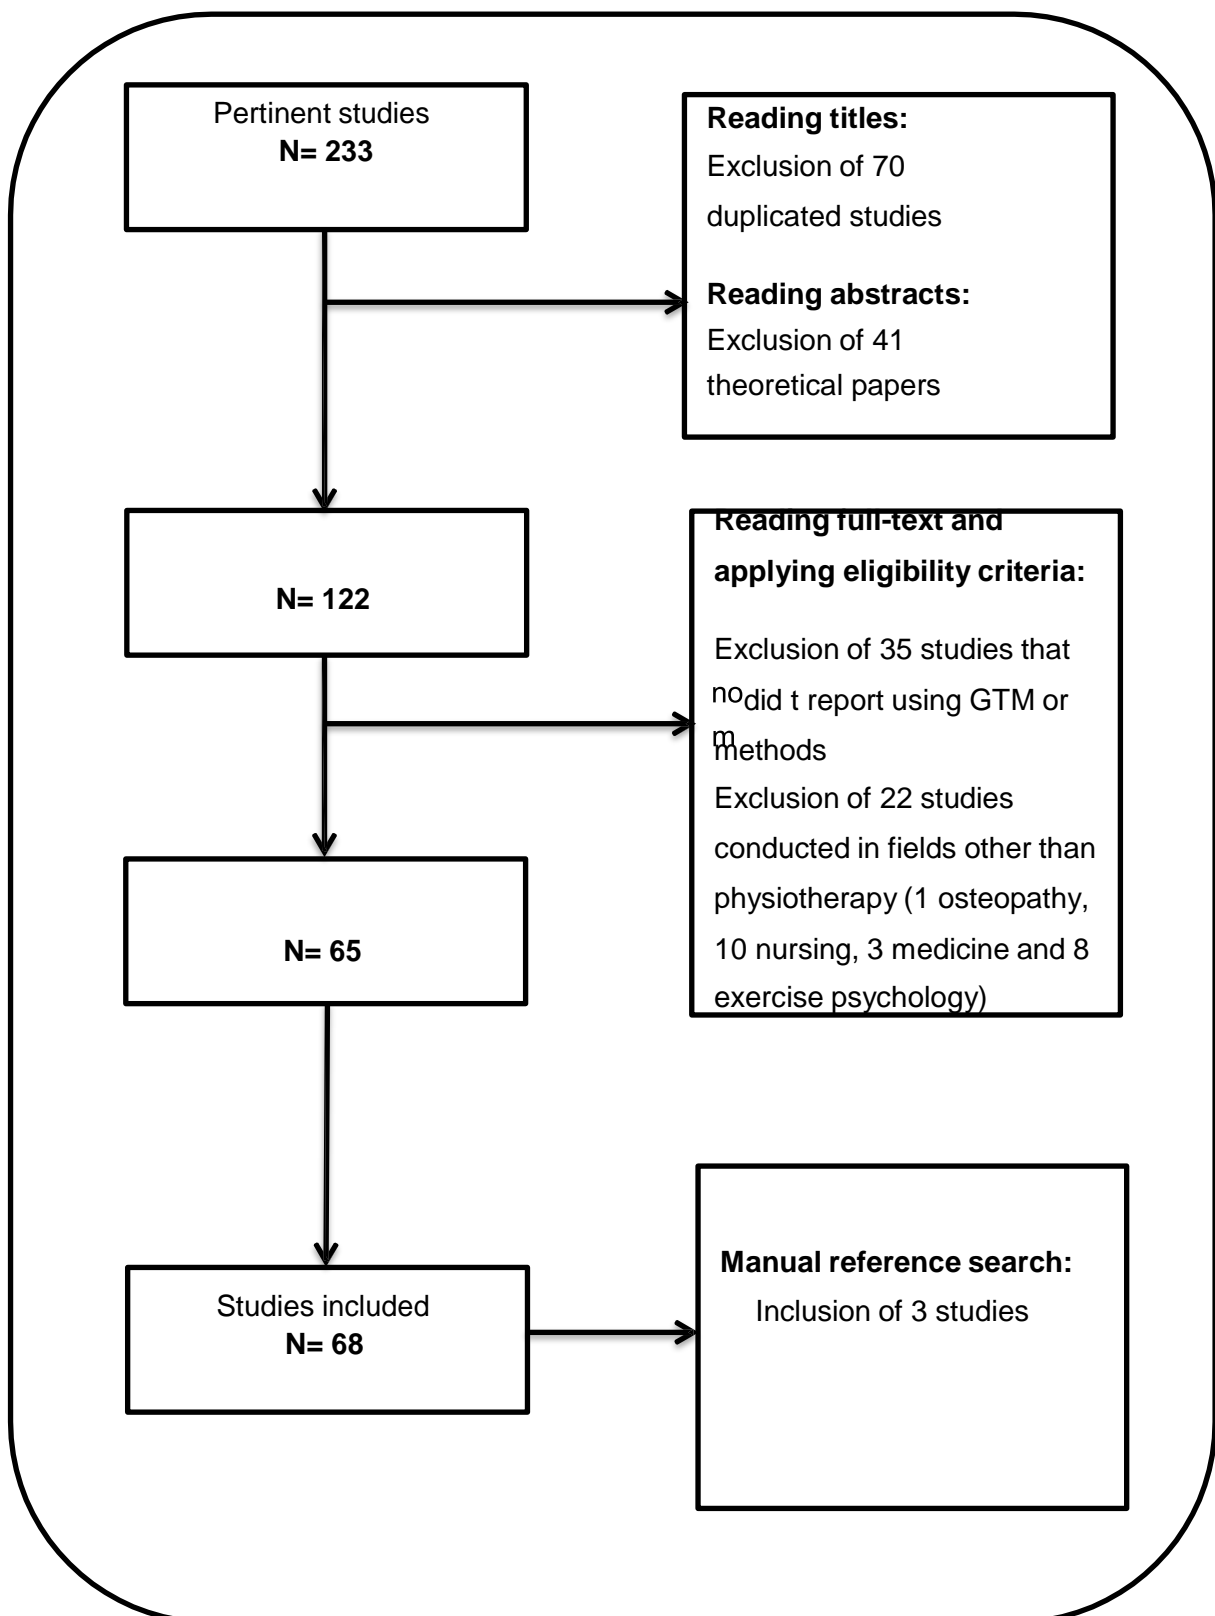 Pertinent studies
N= 233
Reading titles:
Exclusion of 70
duplicated studies
Reading abstracts:
Exclusion of 41
theoretical papers
N= 122
Reading full-text and
applying eligibility criteria:
Exclusion of 35 studies that
nodid t report using GTM or
m
methods
Exclusion of 22 studies
conducted in fields other than
physiotherapy (1 osteopathy,
10 nursing, 3 medicine and 8
exercise psychology)
N= 65
Studies included
N= 68
Manual reference search:
Inclusion of 3 studies